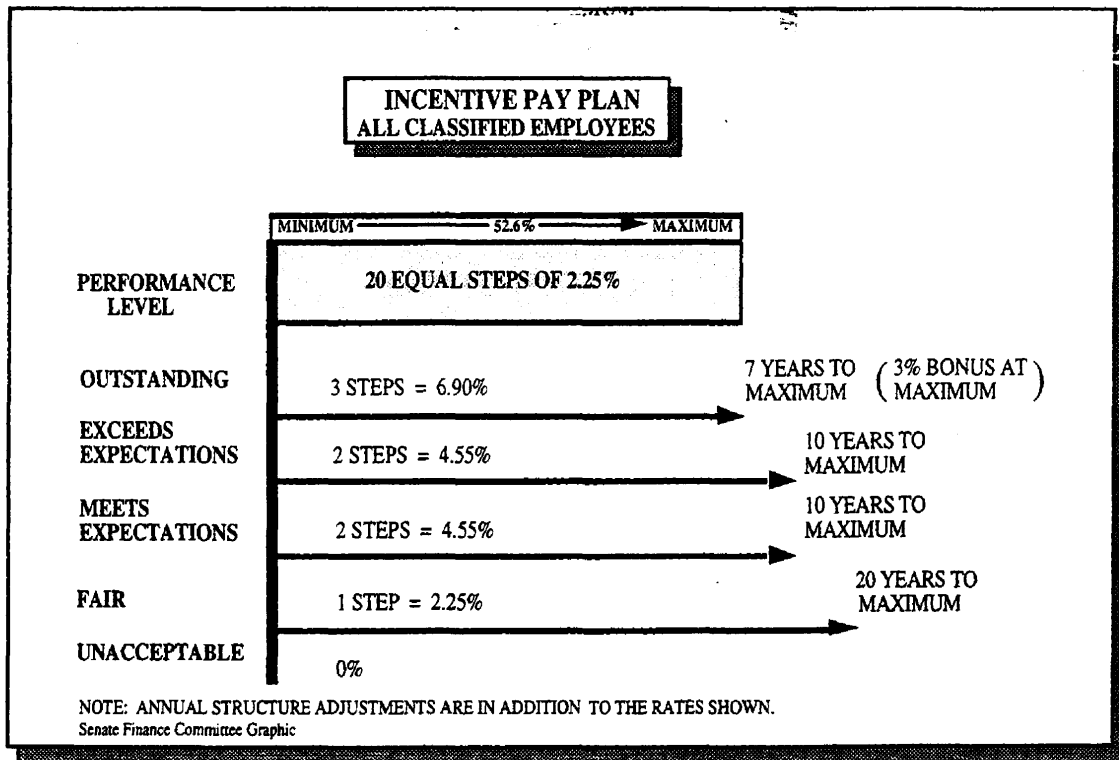 INCENTIVE PAY PLAN
ALL CLASSIFIED EMPLOYEES
MINIMUM 52.6% MAXIMUM
20 EQUAL STEPS OF 2.25%
PERFORMANCE
LEVEL
OUTSTANDING
3 STEPS = 6.90%
7 YEARS TO
MAXIMUM
( 3% BONUS AT
MAXIMUM )
EXCEEDS
EXPECTATIONS
2 STEPS = 4.55%
10 YEARS TO
MAXIMUM
MEETS
EXPECTATIONS
2 STEPS = 4.55%
10 YEARS TO
MAXIMUM
FAIR
1 STEP = 2.25%
20 YEARS TO
MAXIMUM
UNACCEPTABLE
0%
NOTE: ANNUAL STRUCTURE ADJUSTMENTS ARE IN ADDITION TO THE RATES SHOWN.
Senate Finance Committee Graphic